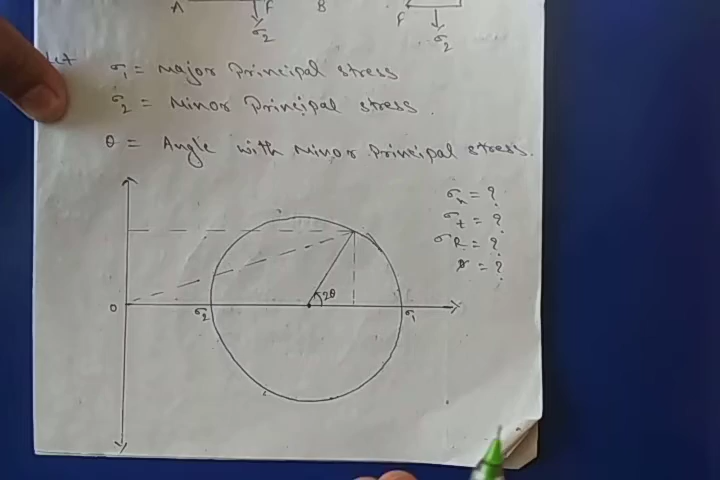 A F B F
σ2 σ2
Let σ1 = Major Principal stress
σ2 = Minor Principal stress.
θ = Angle with Minor Principal stress.
σn = ?
σt = ?
σR = ?
ϕ = ?
2θ
O σ2 σ1